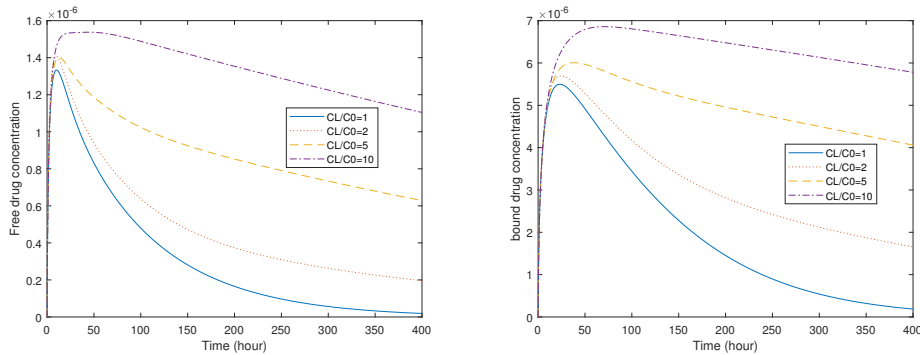 ×10⁻⁶
1.6
1.4
1.2
1
0.8
0.6
0.4
0.2
0
Free drug concentration
CL/C0=1
CL/C0=2
CL/C0=5
CL/C0=10
0 50 100 150 200 250 300 350 400
Time (hour)
×10⁻⁶
7
6
5
4
3
2
1
0
bound drug concentration
CL/C0=1
CL/C0=2
CL/C0=5
CL/C0=10
0 50 100 150 200 250 300 350 400
Time (hour)